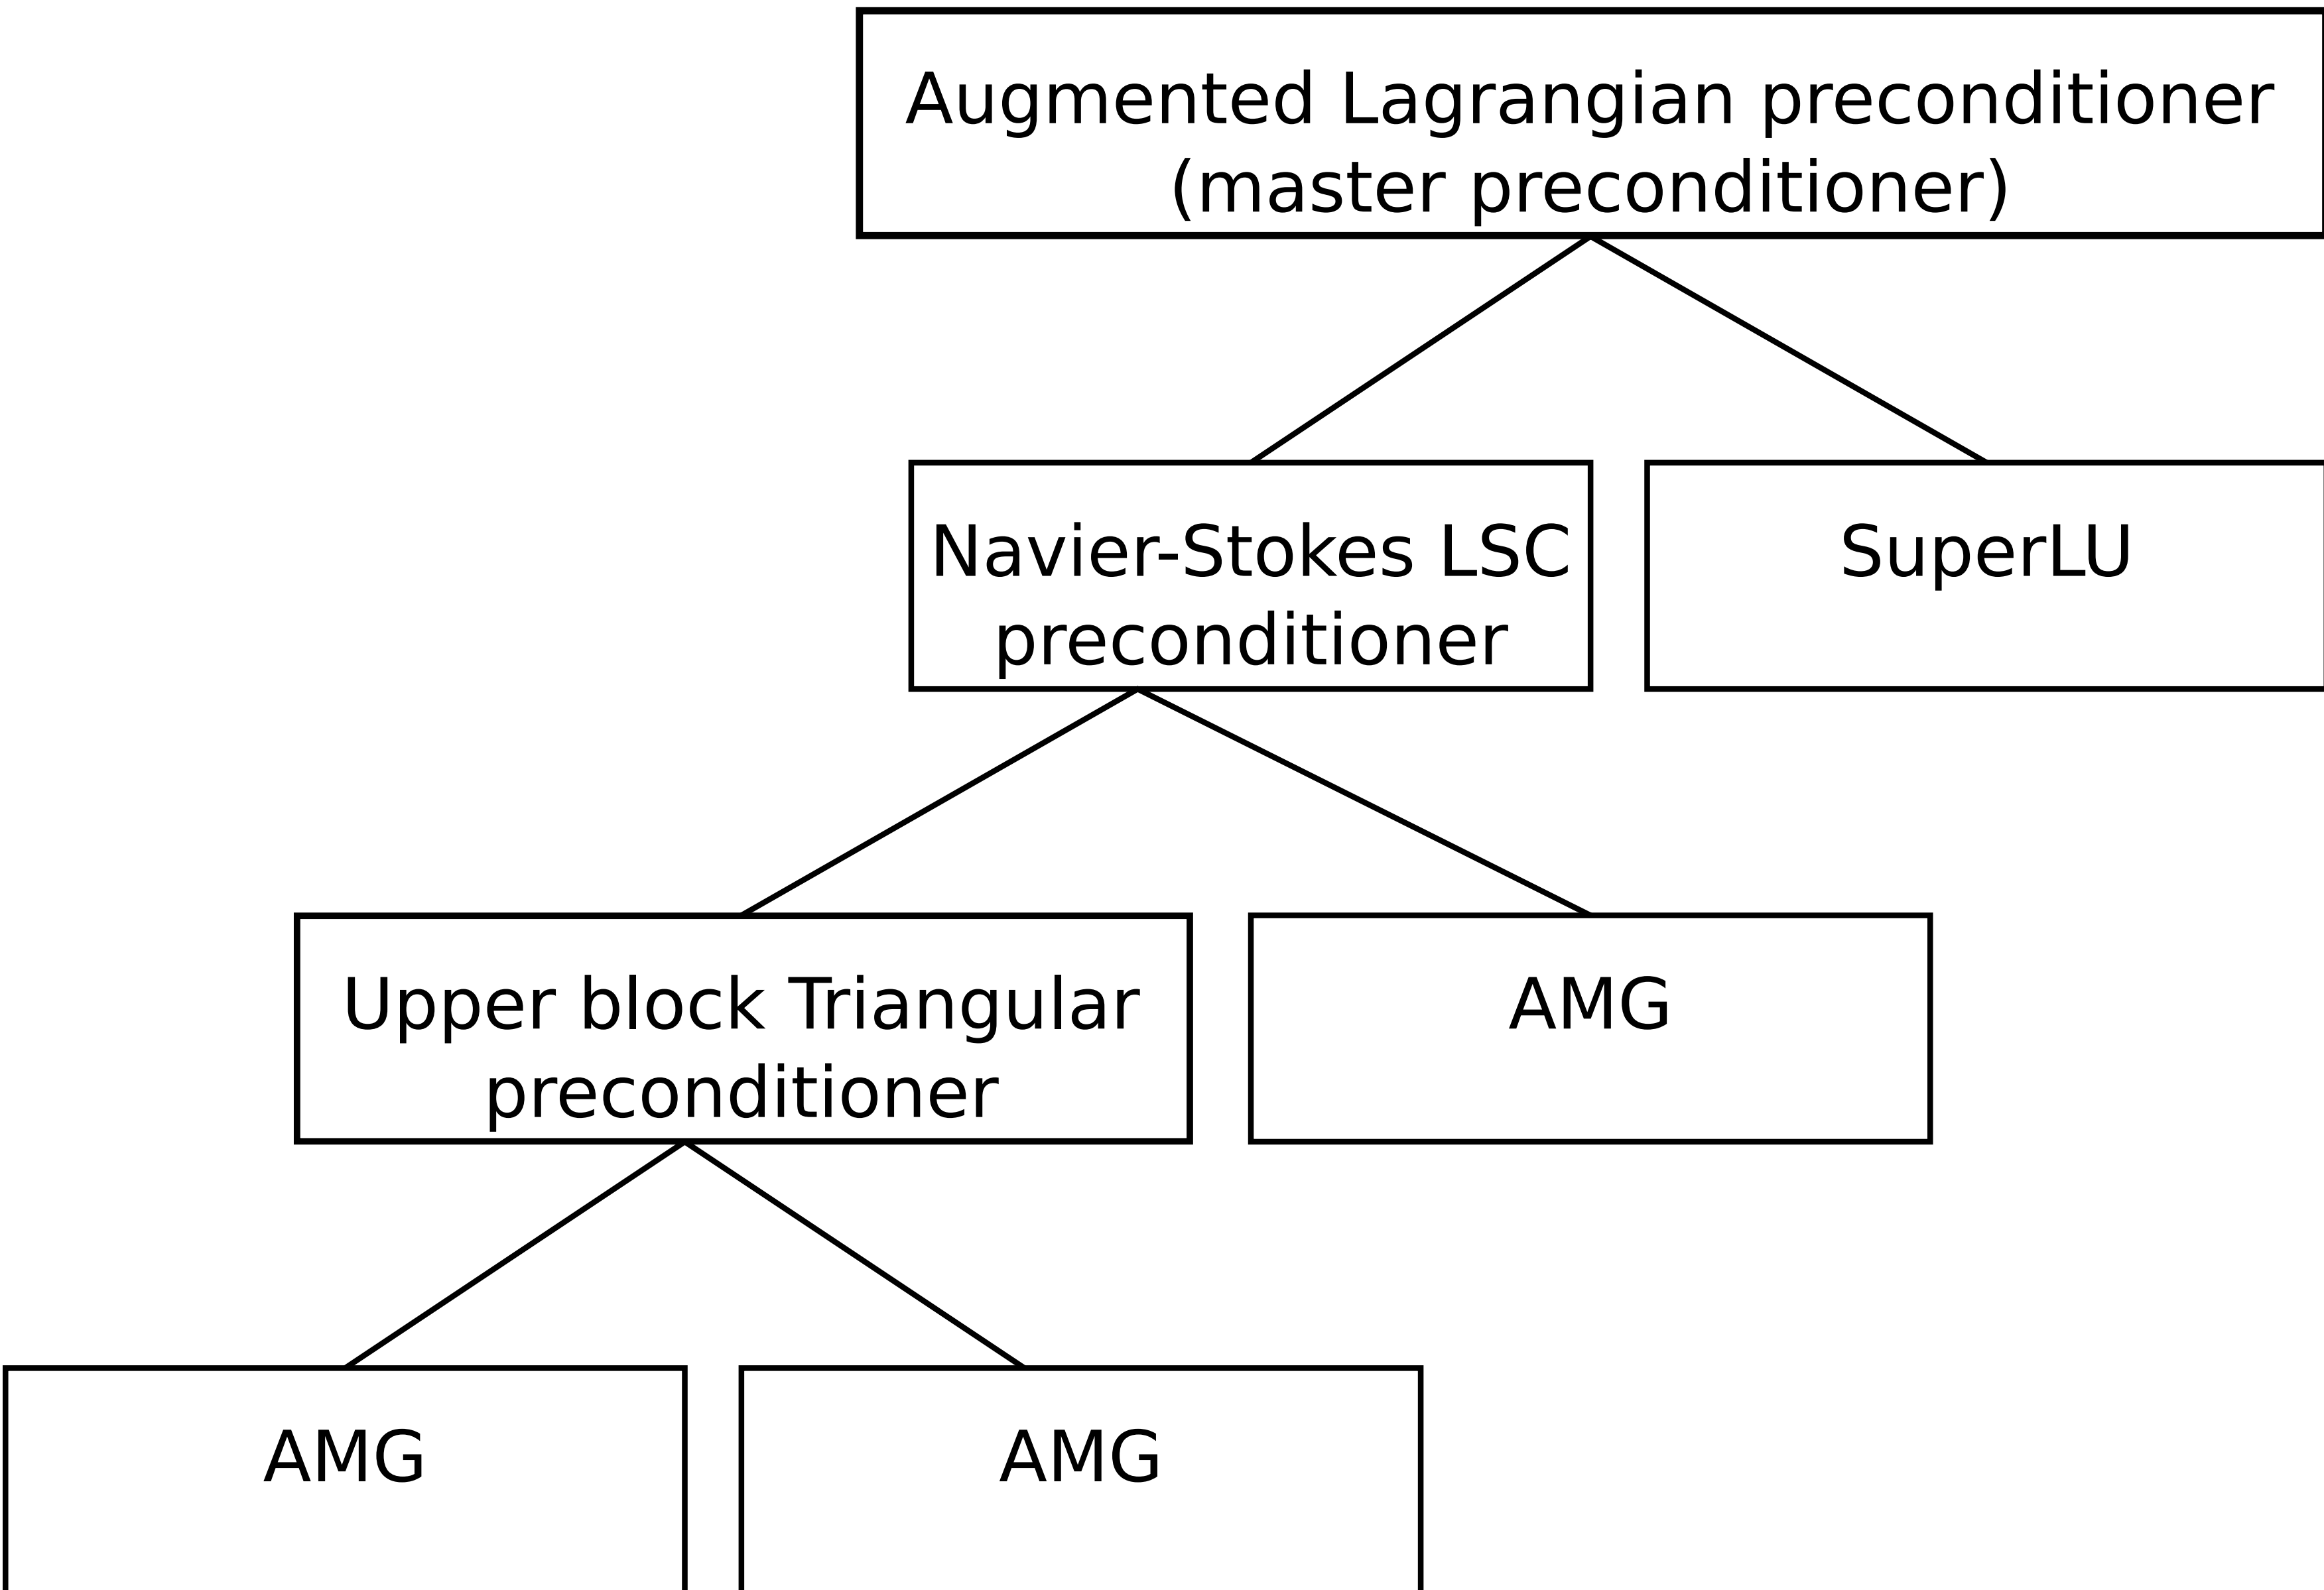 Augmented Lagrangian preconditioner
(master preconditioner)
Navier-Stokes LSC
preconditioner
SuperLU
Upper block Triangular
preconditioner
AMG
AMG
AMG